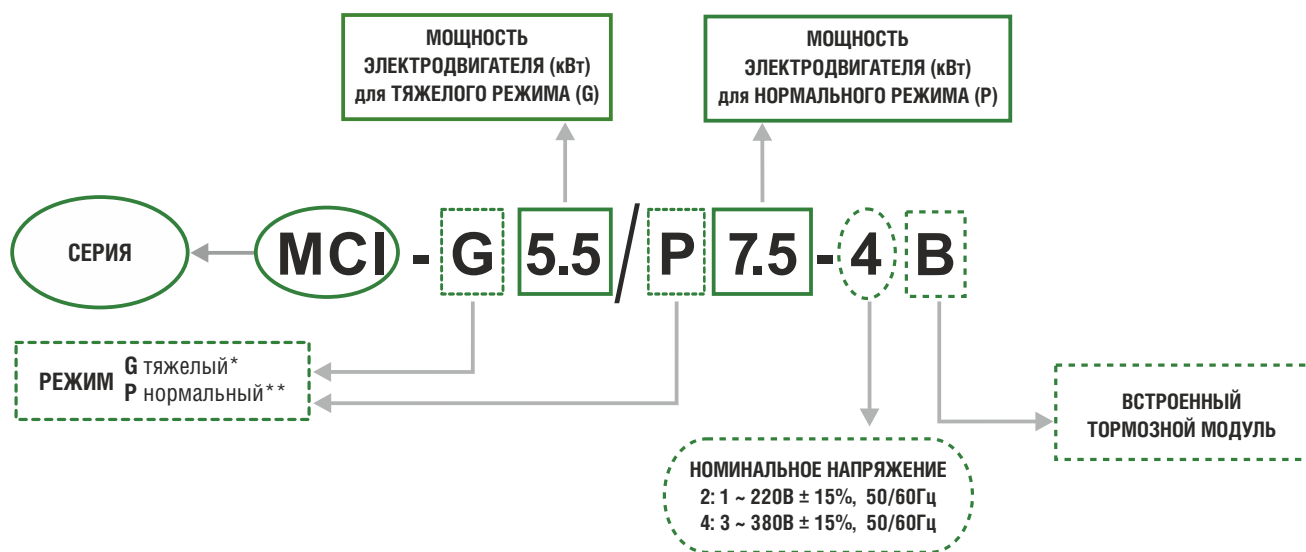 МОЩНОСТЬ
ЭЛЕКТРОДВИГАТЕЛЯ (кВт)
для ТЯЖЕЛОГО РЕЖИМА (G)
МОЩНОСТЬ
ЭЛЕКТРОДВИГАТЕЛЯ (кВт)
для НОРМАЛЬНОГО РЕЖИМА (P)
СЕРИЯ
MCI - G 5.5 / P 7.5 - 4 B
РЕЖИМ
G тяжелый*
P нормальный**
ВСТРОЕННЫЙ
ТОРМОЗНОЙ МОДУЛЬ
НОМИНАЛЬНОЕ НАПРЯЖЕНИЕ
2: 1 ~ 220В ± 15%, 50/60Гц
4: 3 ~ 380В ± 15%, 50/60Гц